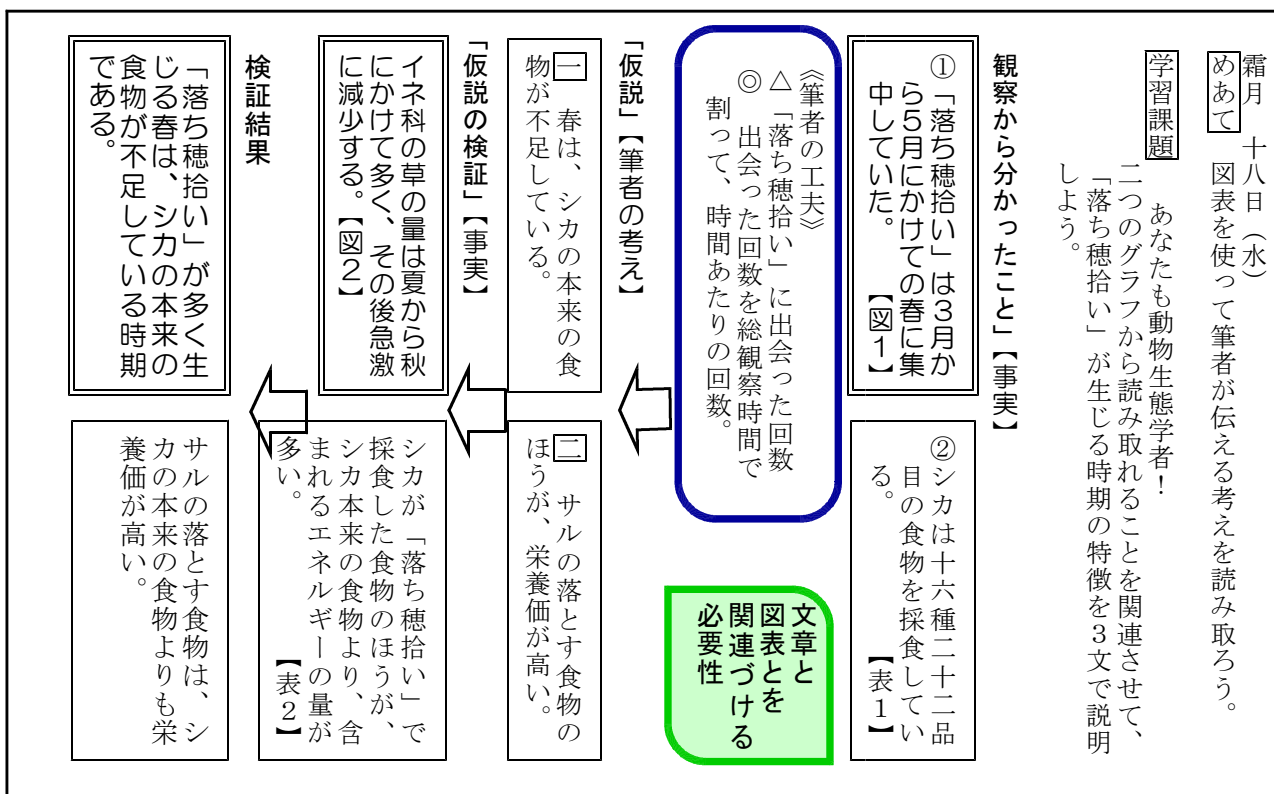 霜月 十八日(水)
めあて 図表を使って筆者が伝える考えを読み取ろう。
学習課題 あなたも動物生態学者!
二つのグラフから読み取れることを関連させて、
「落ち穂拾い」が生じる時期の特徴を3文で説明
しよう。
「観察から分かったこと」【事実】
①「落ち穂拾い」は3月か
ら5月にかけての春に集
中していた。 【図1】
②シカは十六種二十二品
目の食物を採食してい
る。 【表1】
《筆者の工夫》
△「落ち穂拾い」に出会った回数
◎ 出会った回数を総観察時間で
割って、時間あたりの回数。
文章と
図表とを
関連づける
必要性
「仮説」【筆者の考え】
一 春は、シカの本来の食
物が不足している。
二 サルの落とす食物の
ほうが、栄養価が高い。
「仮説の検証」【事実】
イネ科の草の量は夏から秋
にかけて多く、その後急激
に減少する。【図2】
シカが「落ち穂拾い」で
採食した食物のほうが、
シカ本来の食物より、含
まれるエネルギーの量が
多い。 【表2】
検証結果
「落ち穂拾い」が多く生
じる春は、シカの本来の
食物が不足している時期
である。
サルの落とす食物は、シ
カの本来の食物よりも栄
養価が高い。